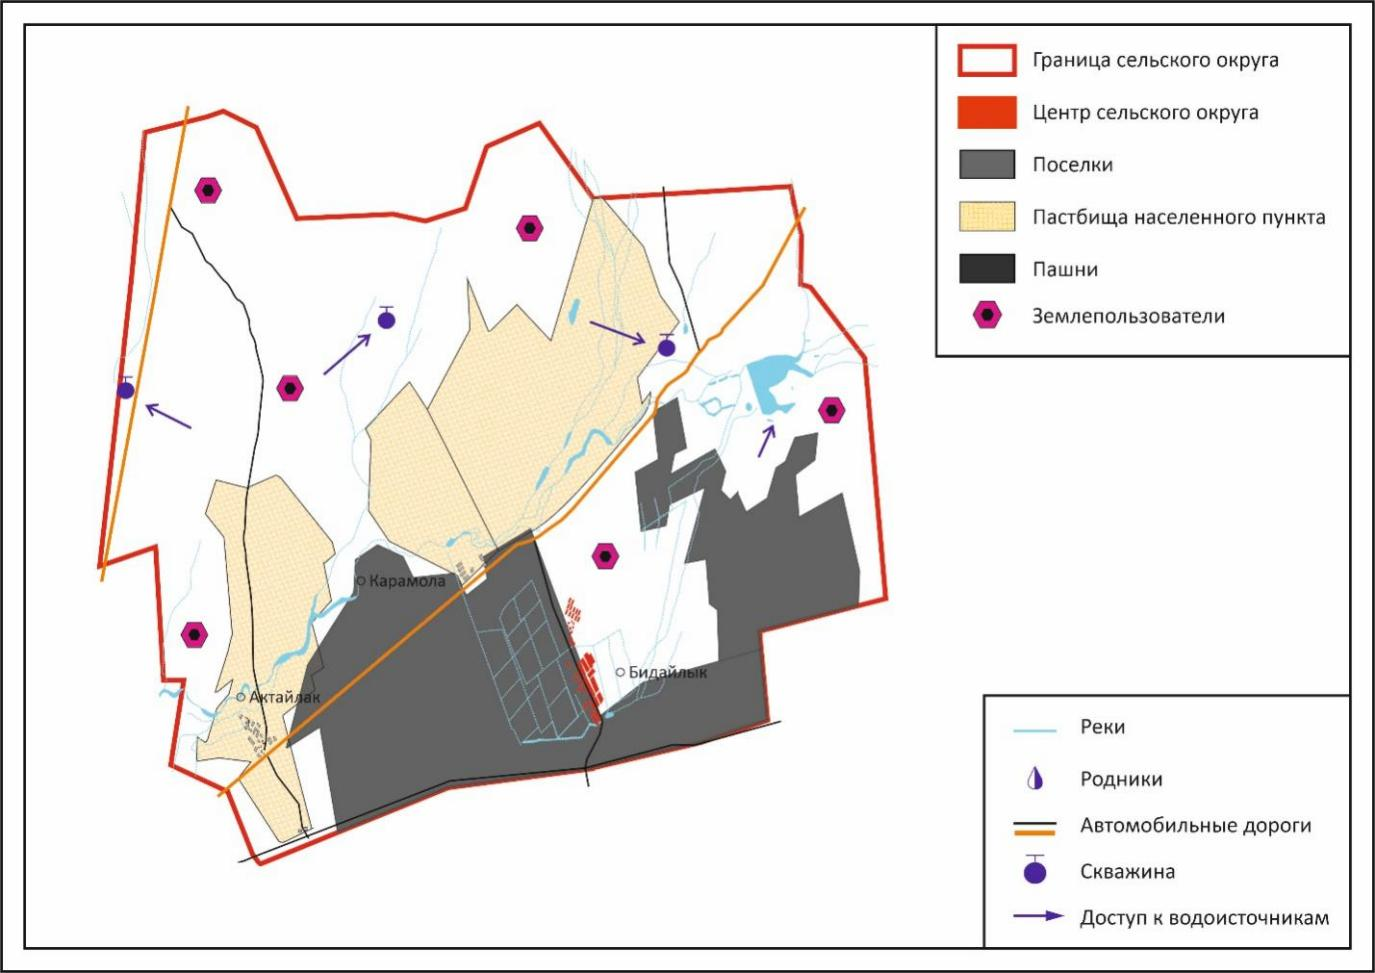 Граница сельского округа
Центр сельского округа
Поселки
Пастбища населенного пункта
Пашни
Землепользователи
Карамола
Бидайлык
Актайлак
Реки
Родники
Автомобильные дороги
Скважина
Доступ к водоисточникам